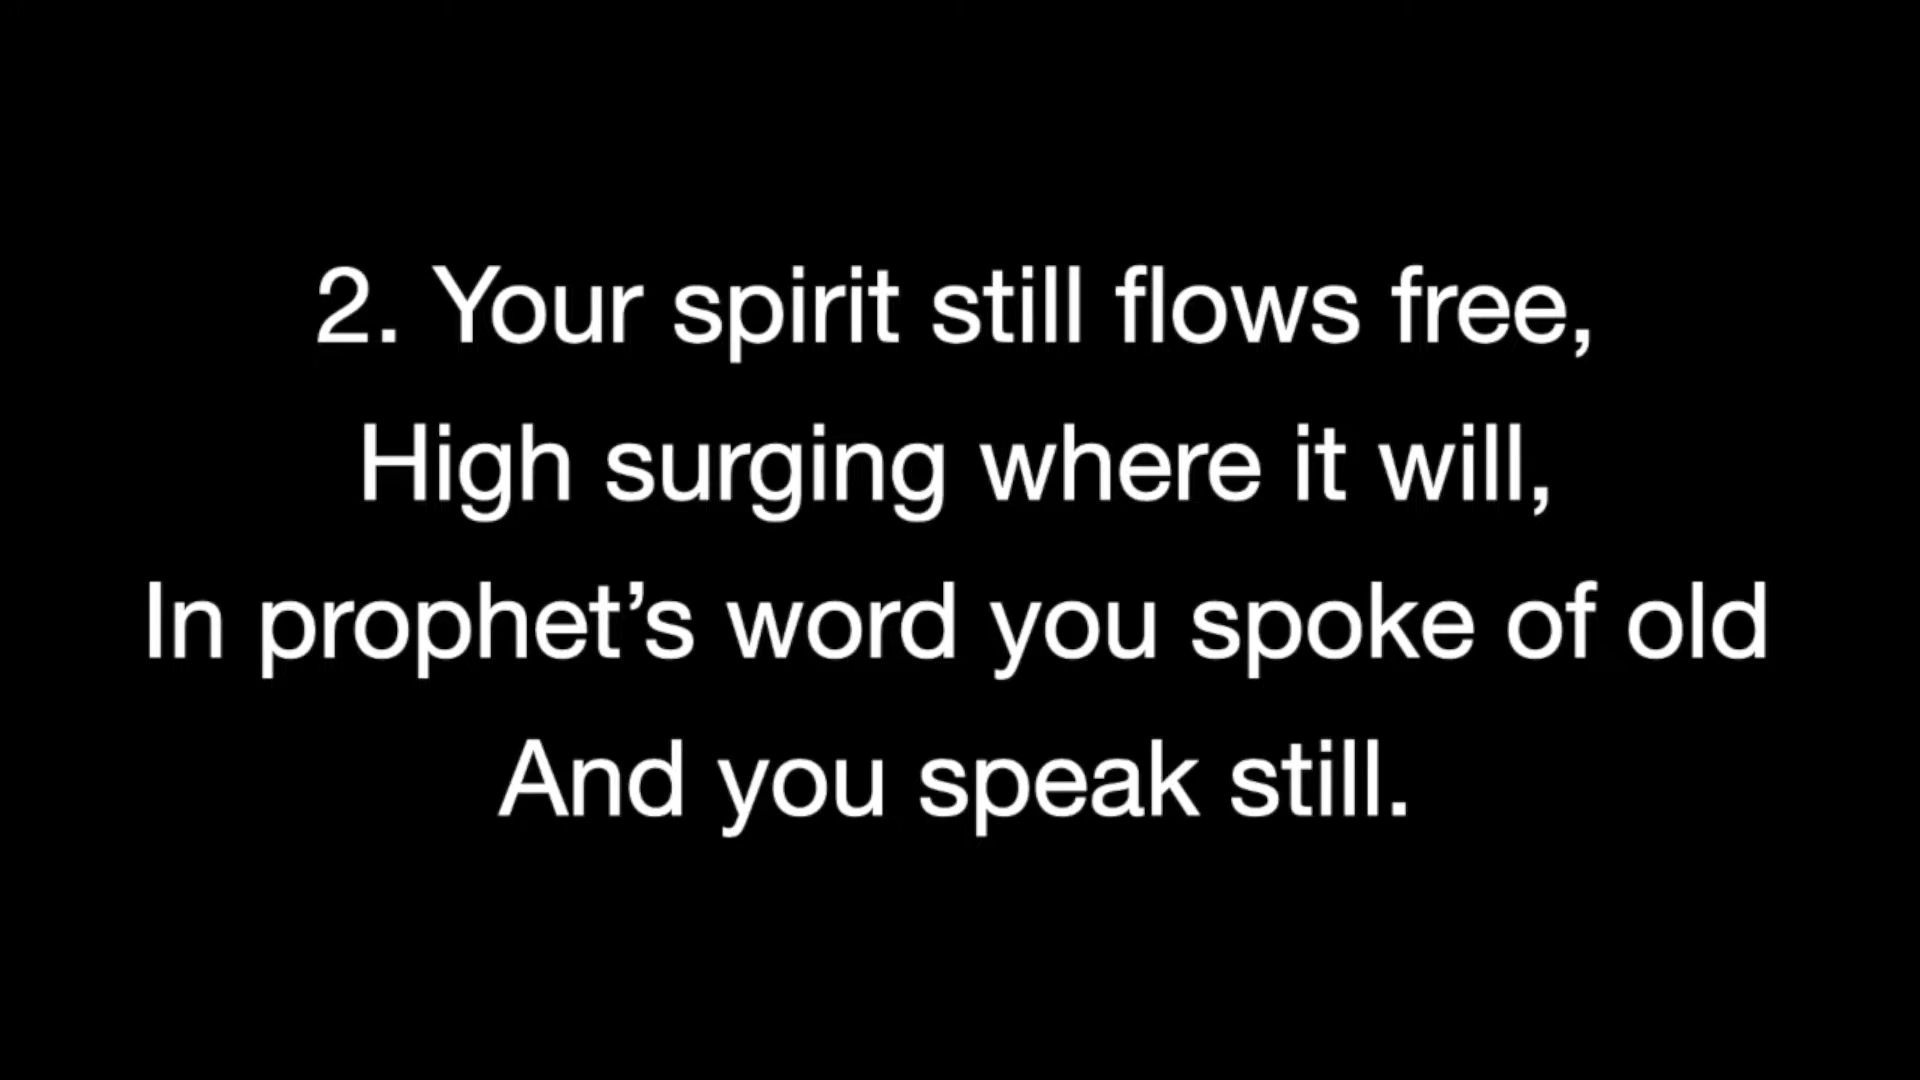 2. Your spirit still flows free,
High surging where it will,
In prophet’s word you spoke of old
And you speak still.